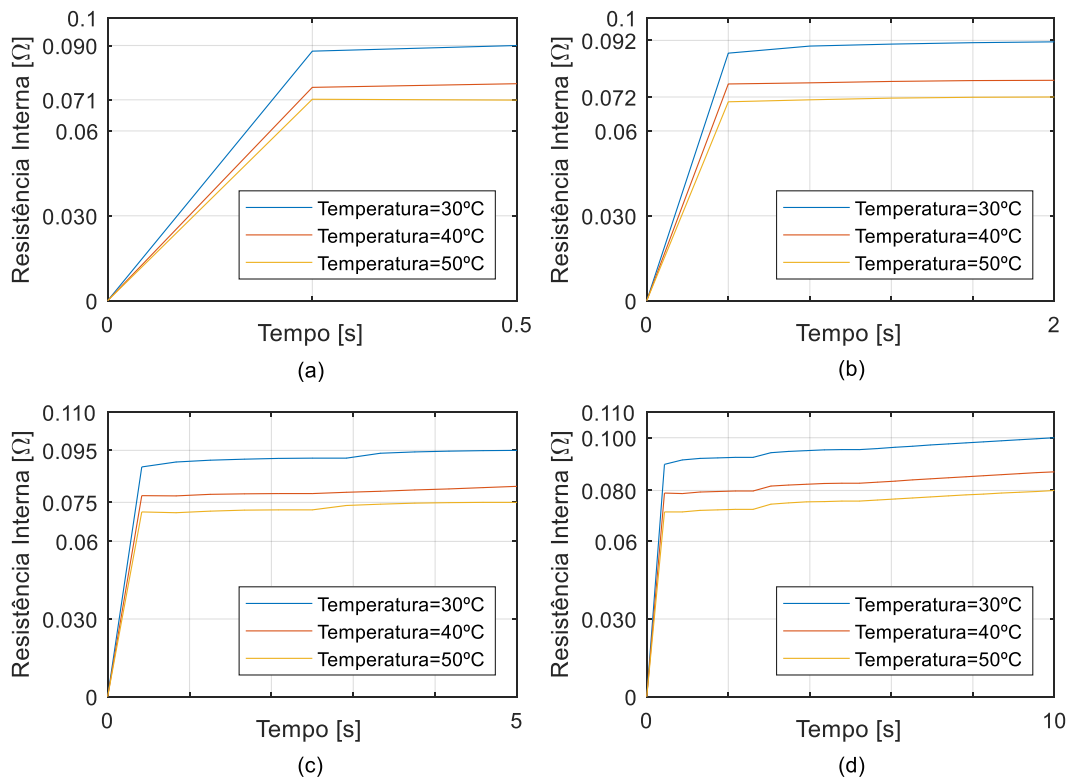 Resistência Interna [Ω]
0.1
0.090
0.071
0.06
0.030
0
Temperatura=30ºC
Temperatura=40ºC
Temperatura=50ºC
0
0.5
Tempo [s]
(a)
Resistência Interna [Ω]
0.1
0.092
0.072
0.06
0.030
0
Temperatura=30ºC
Temperatura=40ºC
Temperatura=50ºC
0
2
Tempo [s]
(b)
Resistência Interna [Ω]
0.110
0.095
0.075
0.06
0.030
0
Temperatura=30ºC
Temperatura=40ºC
Temperatura=50ºC
0
5
Tempo [s]
(c)
Resistência Interna [Ω]
0.110
0.100
0.080
0.06
0.030
0
Temperatura=30ºC
Temperatura=40ºC
Temperatura=50ºC
0
10
Tempo [s]
(d)